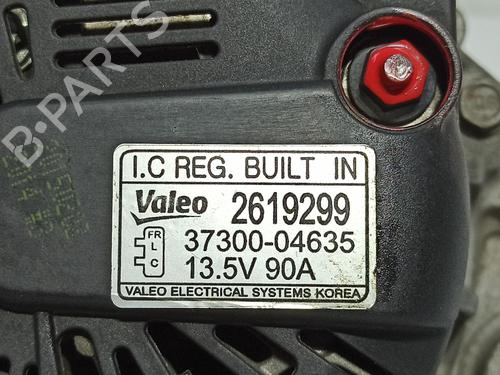 B-PARTS
I.C REG. BUILT IN
Valeo 2619299
FR
L
C
37300-04635
13.5V 90A
VALEO ELECTRICAL SYSTEMS KOREA